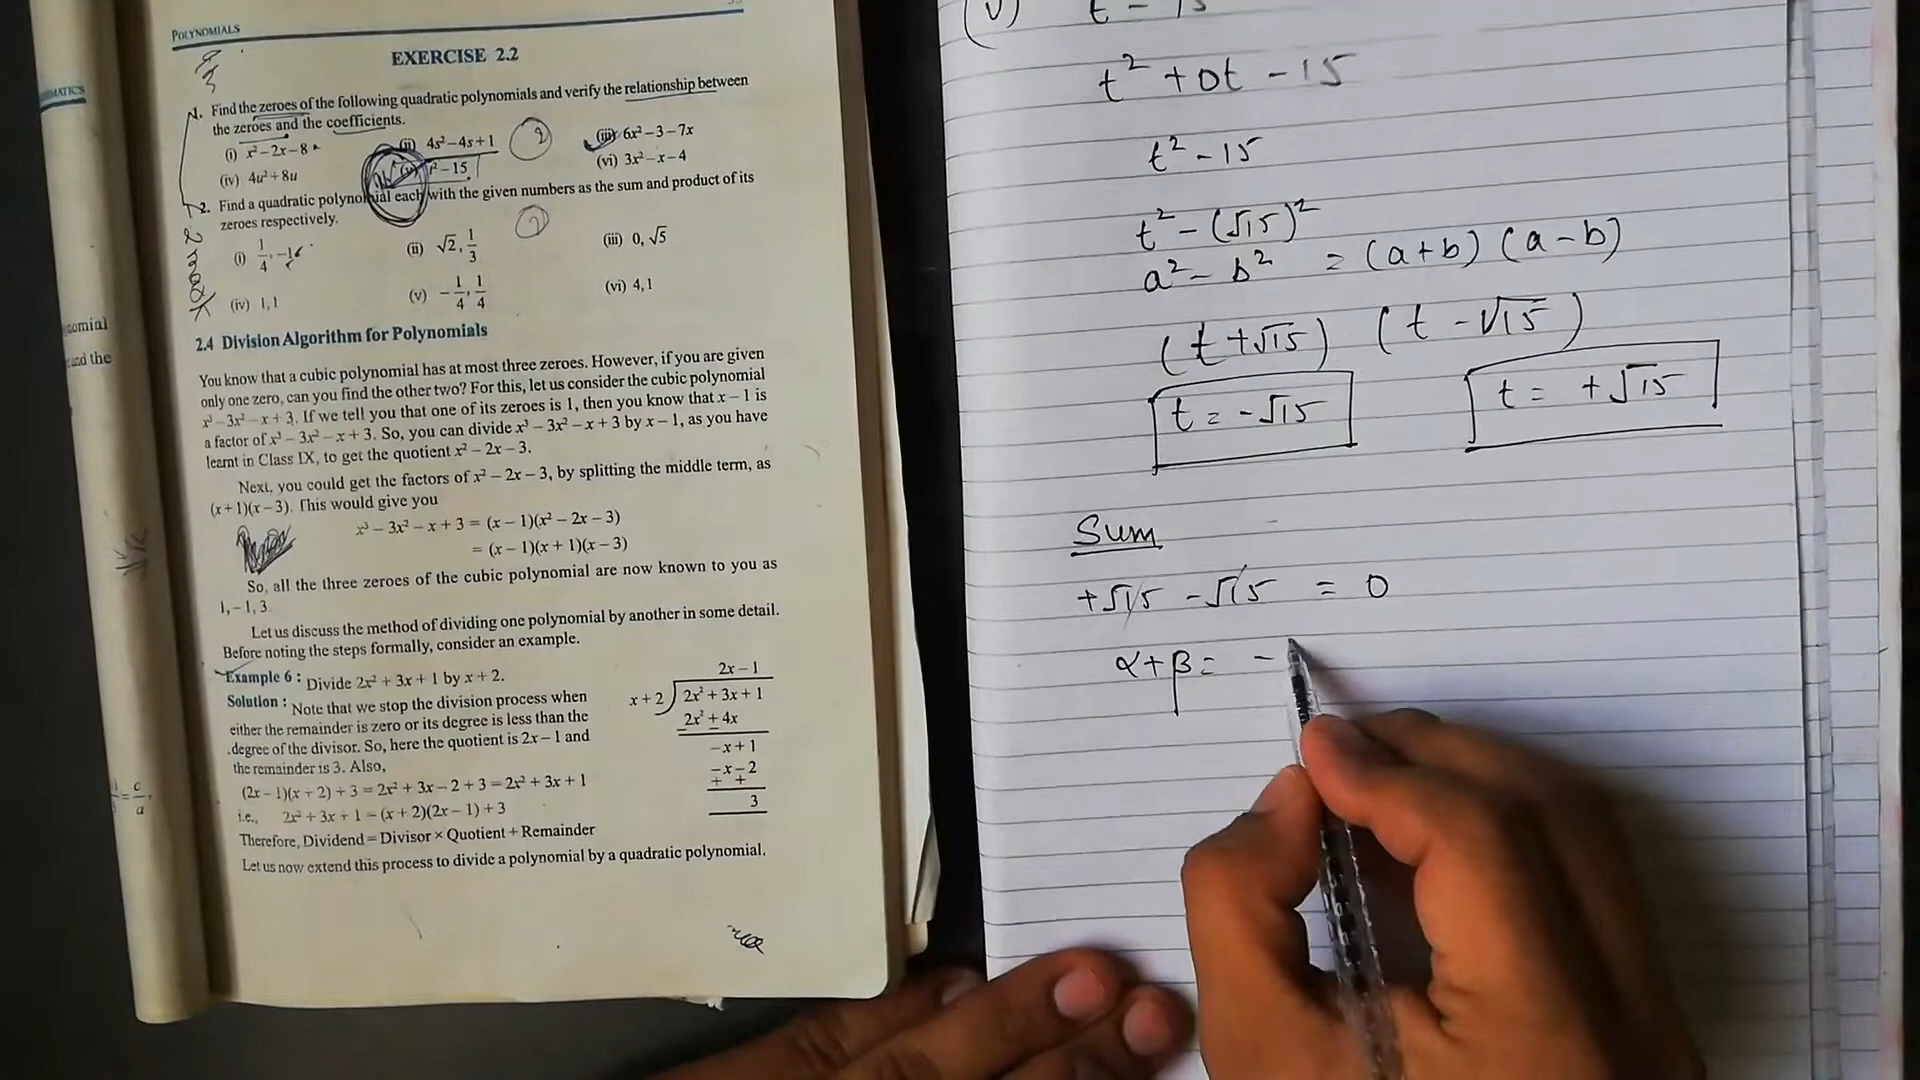 POLYNOMIALS
EXERCISE 2.2
1. Find the zeroes of the following quadratic polynomials and verify the relationship between
the zeroes and the coefficients.
(i) x² – 2x – 8 (ii) 4s² – 4s + 1 (iii) 6x² – 3 – 7x
(iv) 4u² + 8u (v) t² – 15 (vi) 3x² – x – 4
2. Find a quadratic polynomial each with the given numbers as the sum and product of its
zeroes respectively.
(i) 1/4, –1 (ii) √2, 1/3 (iii) 0, √5
(iv) 1, 1 (v) –1/4, 1/4 (vi) 4, 1
2.4 Division Algorithm for Polynomials
You know that a cubic polynomial has at most three zeroes. However, if you are given
only one zero, can you find the other two? For this, let us consider the cubic polynomial
x³ – 3x² – x + 3. If we tell you that one of its zeroes is 1, then you know that x – 1 is
a factor of x³ – 3x² – x + 3. So, you can divide x³ – 3x² – x + 3 by x – 1, as you have
learnt in Class IX, to get the quotient x² – 2x – 3.
Next, you could get the factors of x² – 2x – 3, by splitting the middle term, as
(x + 1)(x – 3). This would give you
x³ – 3x² – x + 3 = (x – 1)(x² – 2x – 3)
= (x – 1)(x + 1)(x – 3)
So, all the three zeroes of the cubic polynomial are now known to you as
1, – 1, 3.
Let us discuss the method of dividing one polynomial by another in some detail.
Before noting the steps formally, consider an example.
Example 6 : Divide 2x² + 3x + 1 by x + 2.
Solution : Note that we stop the division process when
either the remainder is zero or its degree is less than the
degree of the divisor. So, here the quotient is 2x – 1 and
the remainder is 3. Also,
(2x – 1)(x + 2) + 3 = 2x² + 3x – 2 + 3 = 2x² + 3x + 1
i.e., 2x² + 3x + 1 = (x + 2)(2x – 1) + 3
Therefore, Dividend = Divisor × Quotient + Remainder
Let us now extend this process to divide a polynomial by a quadratic polynomial.
2x – 1
x + 2 ) 2x² + 3x + 1
2x² + 4x
–
–
– x + 1
– x – 2
+ +
3
2 mark
nomial
and the
= c/a,
(v) t² - 15
t² + 0t - 15
t² - 15
t² - (√15)²
a² - b² = (a+b) (a-b)
(t+√15) (t-√15)
t = -√15 t = +√15
Sum
+√15 -√15 = 0
α+β = -